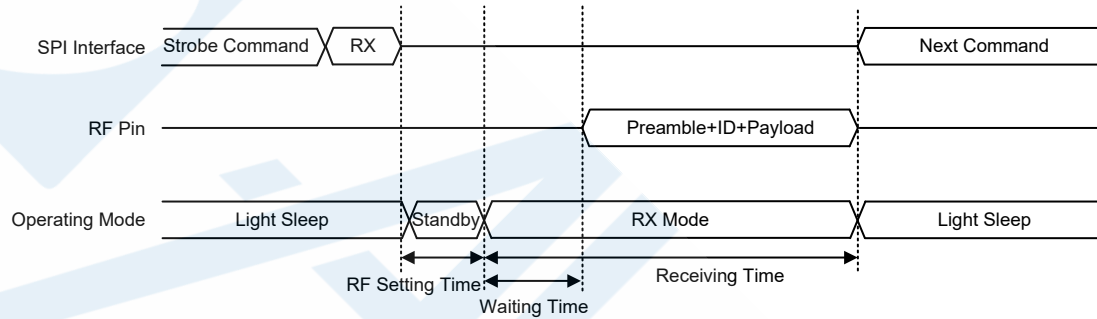 SPI Interface Strobe Command RX Next Command
RF Pin Preamble+ID+Payload
Operating Mode Light Sleep Standby RX Mode Light Sleep
RF Setting Time Receiving Time
Waiting Time